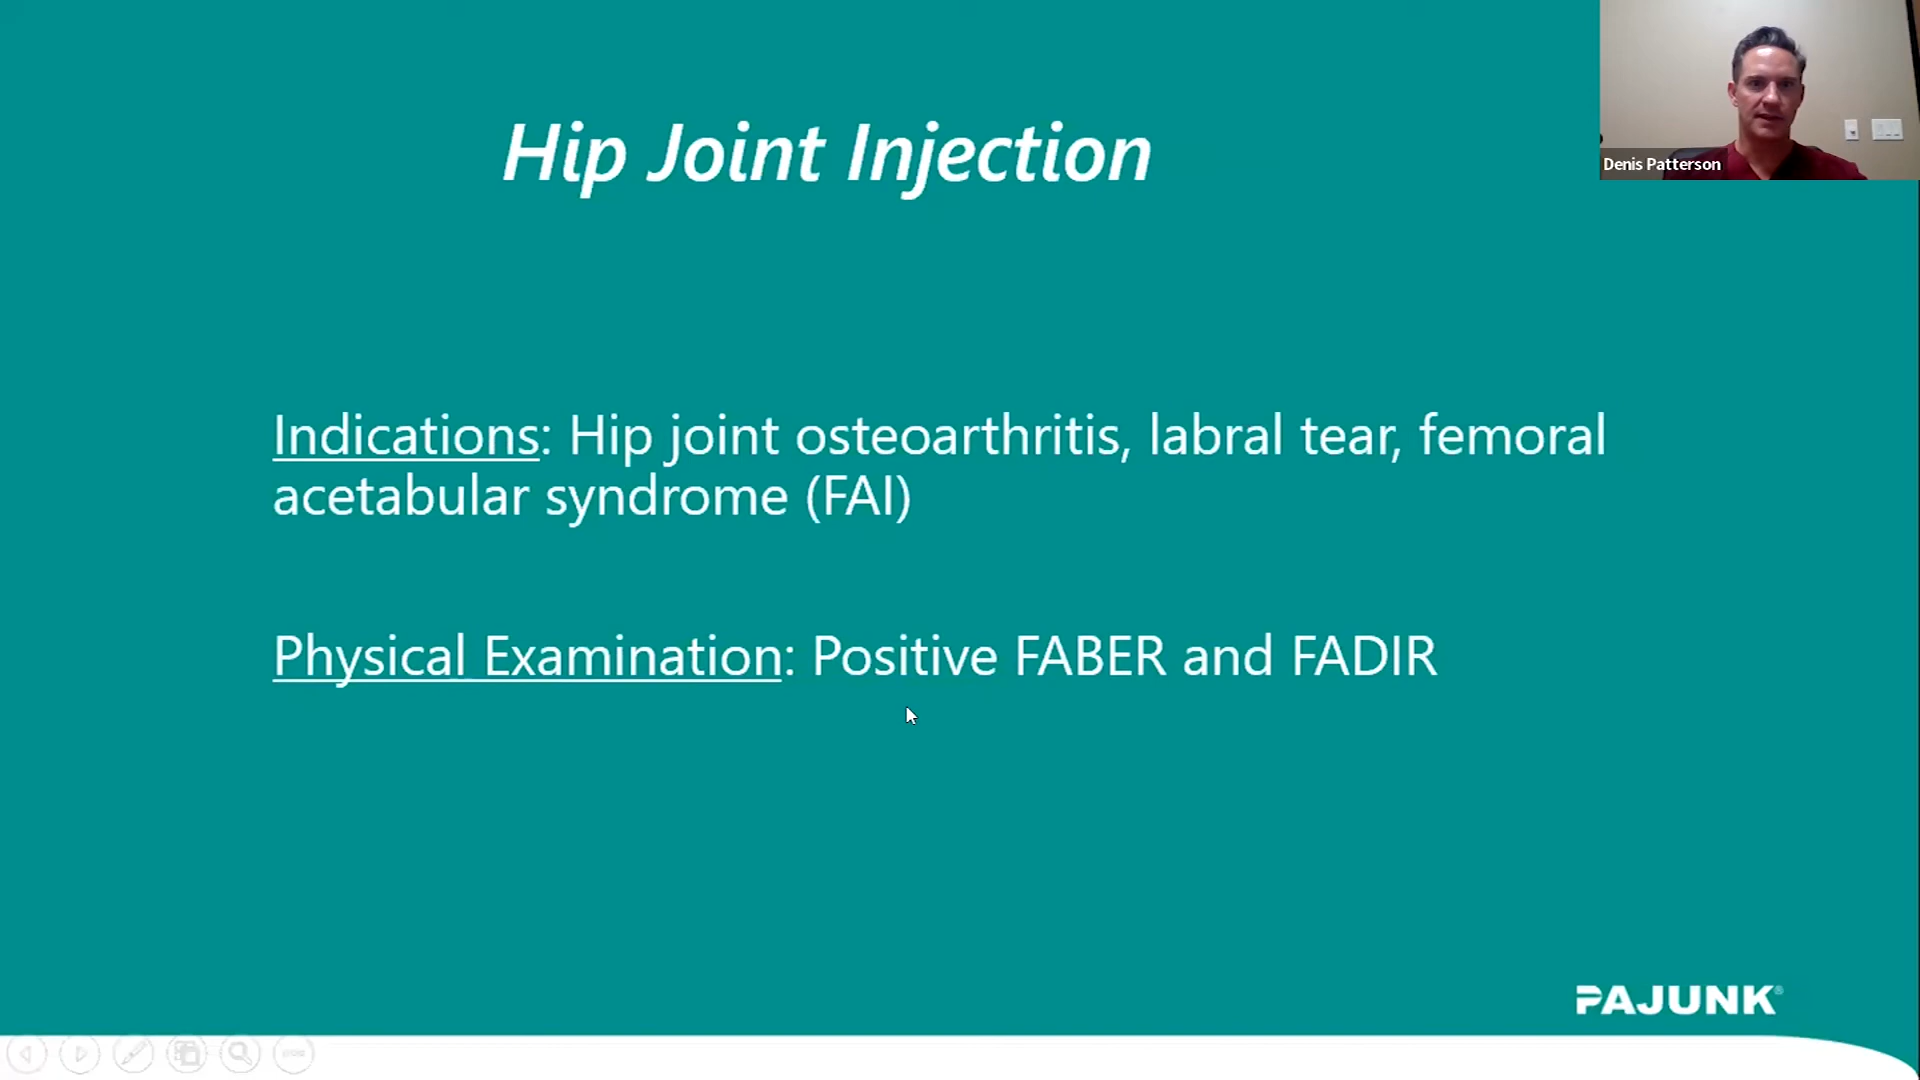 Hip Joint Injection
Denis Patterson
Indications: Hip joint osteoarthritis, labral tear, femoral
acetabular syndrome (FAI)
Physical Examination: Positive FABER and FADIR
PAJUNK®